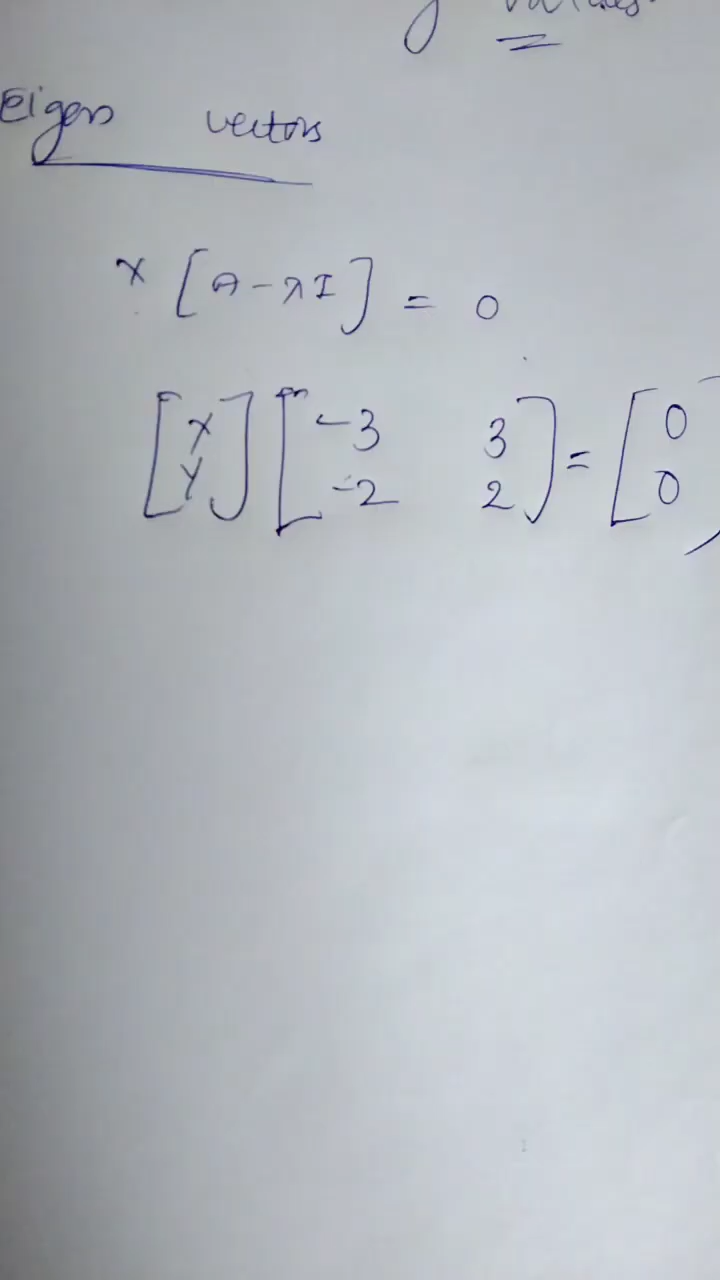 Eigen vectors
x [A - λI] = 0
[x [-3 3 ] = [0
y] -2 2 0]